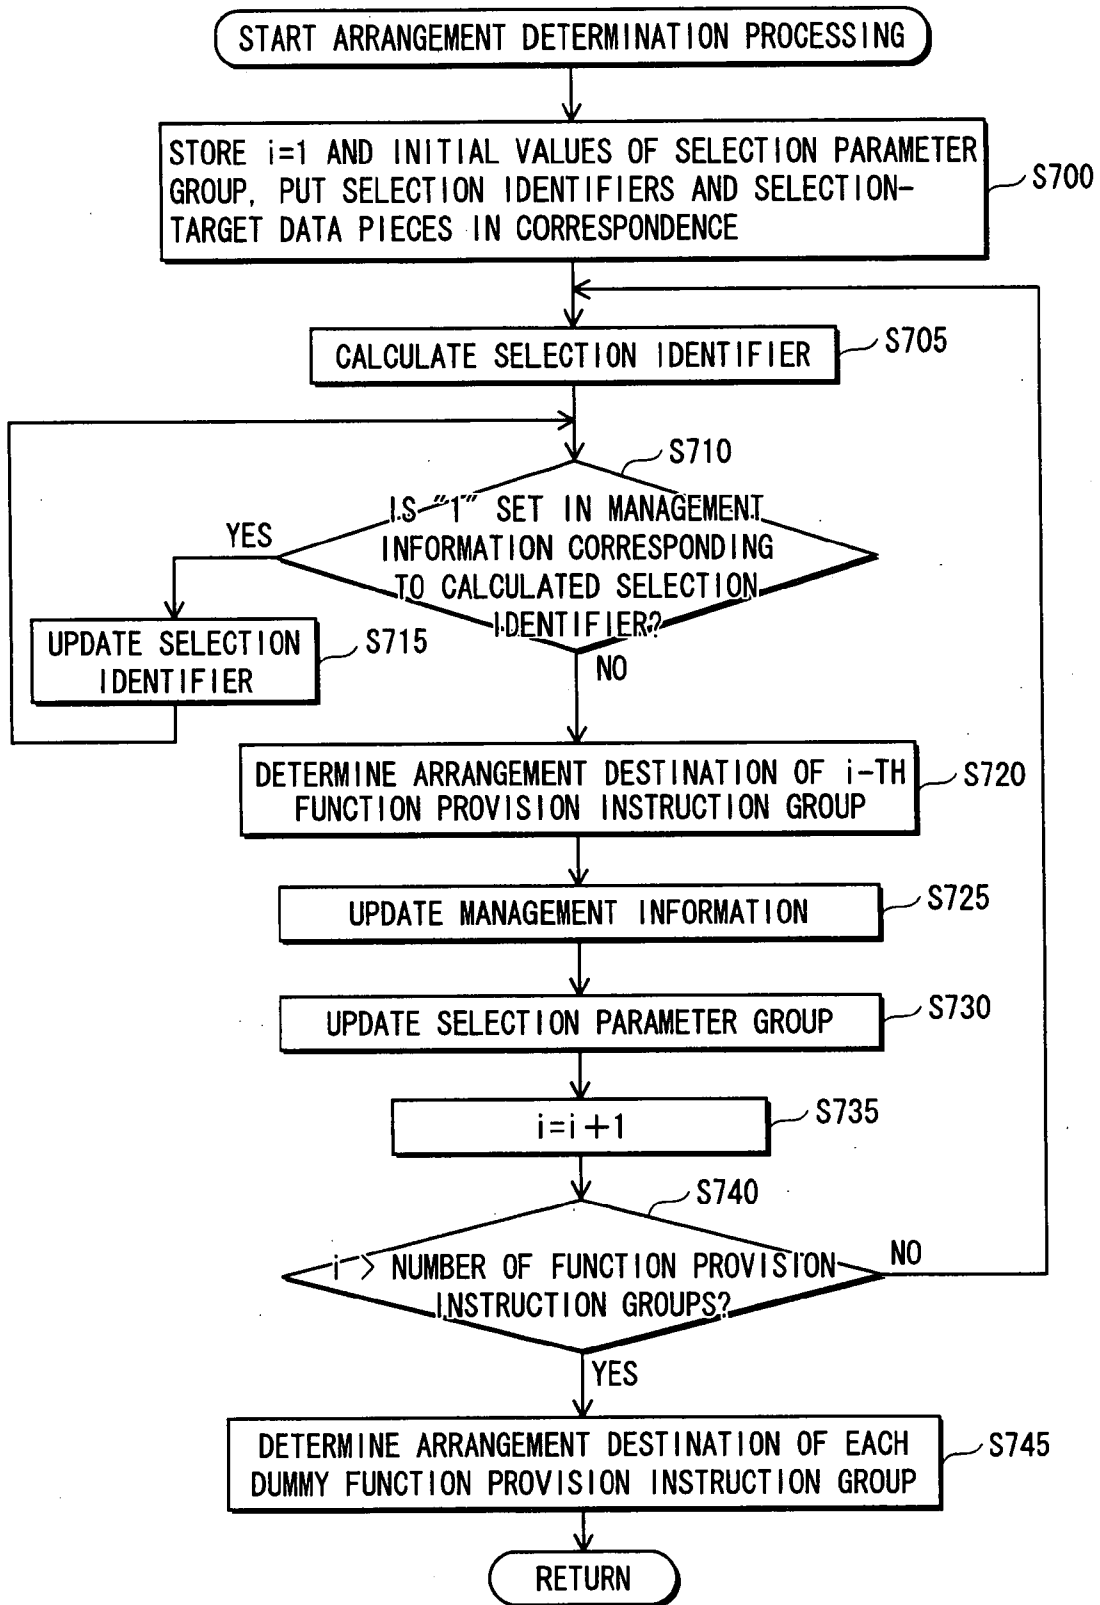 START ARRANGEMENT DETERMINATION PROCESSING
STORE i=1 AND INITIAL VALUES OF SELECTION PARAMETER
GROUP, PUT SELECTION IDENTIFIERS AND SELECTION-
TARGET DATA PIECES IN CORRESPONDENCE
S700
CALCULATE SELECTION IDENTIFIER
S705
S710
IS "1" SET IN MANAGEMENT
INFORMATION CORRESPONDING
TO CALCULATED SELECTION
IDENTIFIER?
YES
UPDATE SELECTION
IDENTIFIER
S715
NO
DETERMINE ARRANGEMENT DESTINATION OF i-TH
FUNCTION PROVISION INSTRUCTION GROUP
S720
UPDATE MANAGEMENT INFORMATION
S725
UPDATE SELECTION PARAMETER GROUP
S730
i=i+1
S735
S740
i > NUMBER OF FUNCTION PROVISION
INSTRUCTION GROUPS?
NO
YES
DETERMINE ARRANGEMENT DESTINATION OF EACH
DUMMY FUNCTION PROVISION INSTRUCTION GROUP
S745
RETURN